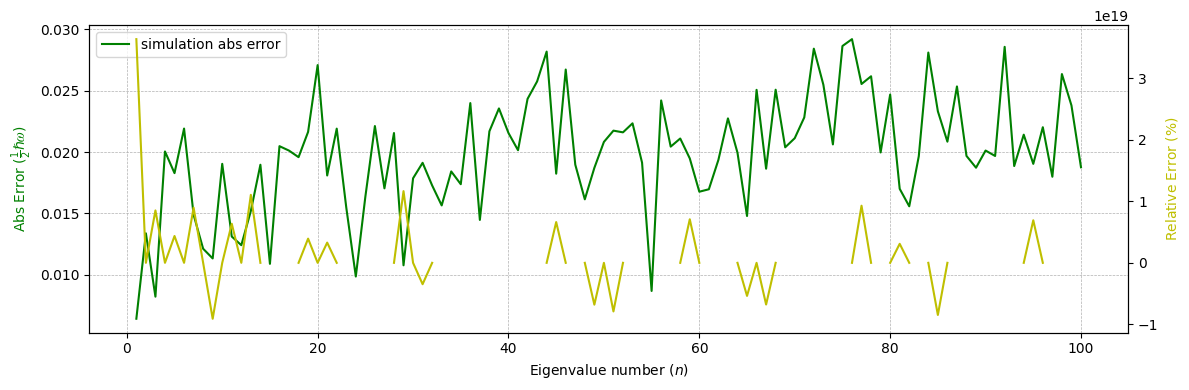 1e19
simulation abs error
0.030
0.025
0.020
0.015
0.010
Abs Error (½ℏω)
3
2
1
0
−1
Relative Error (%)
0 20 40 60 80 100
Eigenvalue number (n)